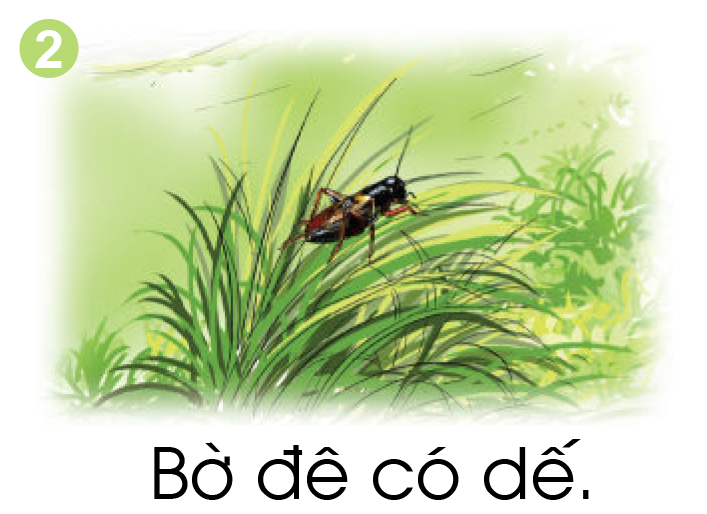 2
Bờ đê có dế.